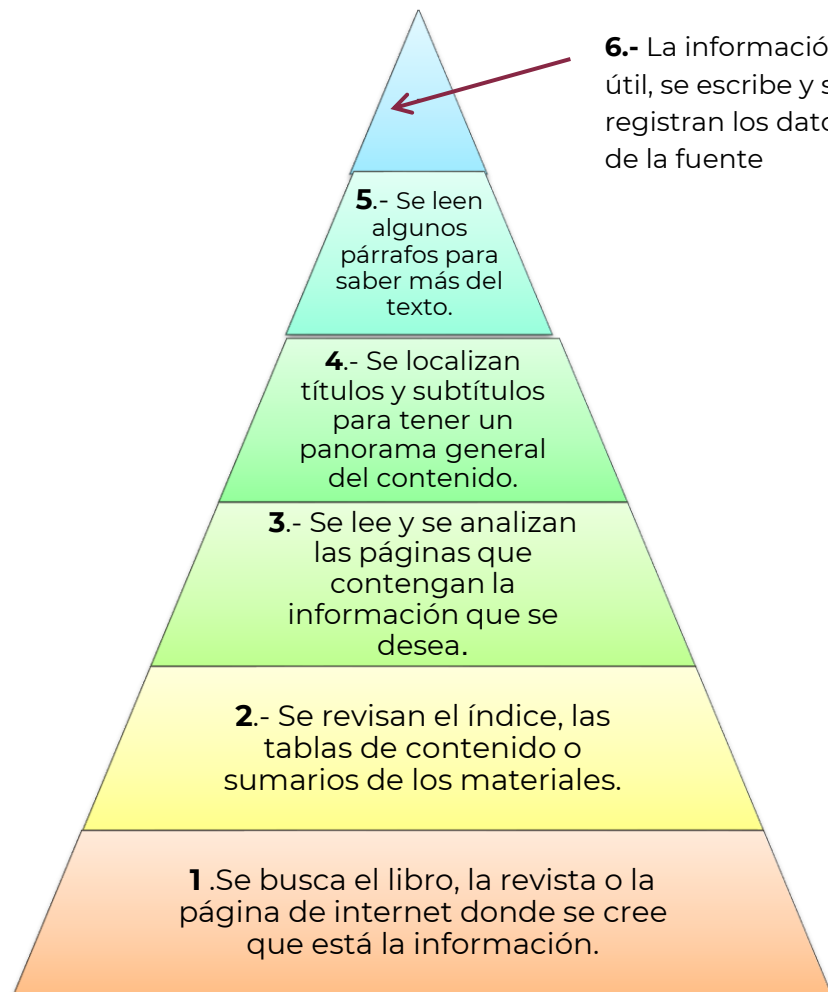 6.- La informació
útil, se escribe y s
registran los dato
de la fuente
5.- Se leen
algunos
párrafos para
saber más del
texto.
4.- Se localizan
títulos y subtítulos
para tener un
panorama general
del contenido.
3.- Se lee y se analizan
las páginas que
contengan la
información que se
desea.
2.- Se revisan el índice, las
tablas de contenido o
sumarios de los materiales.
1 .Se busca el libro, la revista o la
página de internet donde se cree
que está la información.